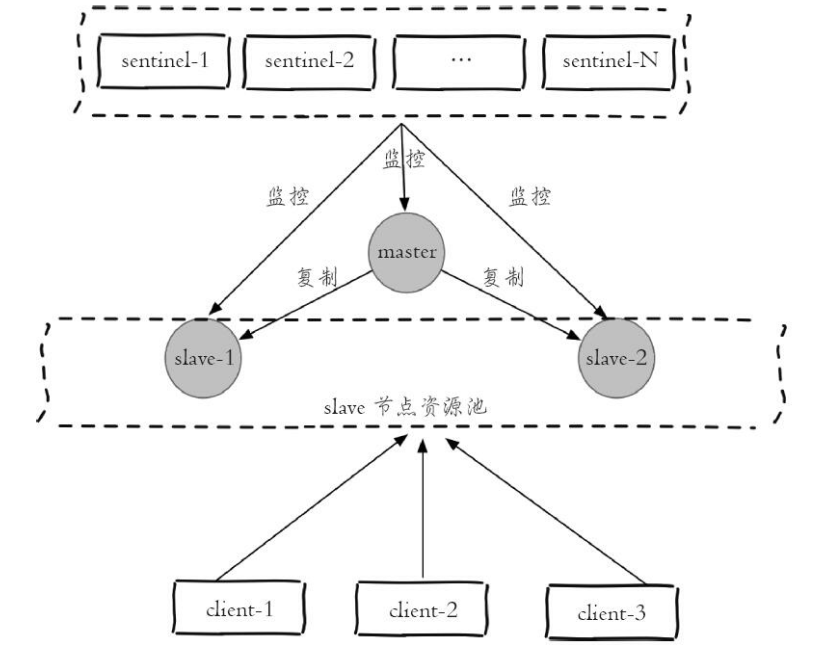 sentinel-1
sentinel-2
...
sentinel-N
监控
监控
监控
master
复制
复制
slave-1
slave-2
slave 节点资源池
client-1
client-2
client-3